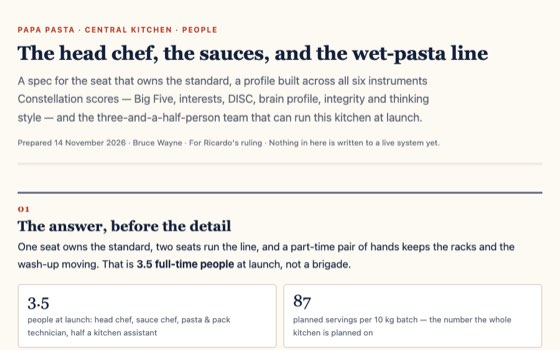 PAPA PASTA · CENTRAL KITCHEN · PEOPLE
The head chef, the sauces, and the wet-pasta line
A spec for the seat that owns the standard, a profile built across all six instruments
Constellation scores — Big Five, interests, DISC, brain profile, integrity and thinking
style — and the three-and-a-half-person team that can run this kitchen at launch.
Prepared 14 November 2026 · Bruce Wayne · For Ricardo's ruling · Nothing in here is written to a live system yet.
01
The answer, before the detail
One seat owns the standard, two seats run the line, and a part-time pair of hands keeps the racks and the
wash-up moving. That is 3.5 full-time people at launch, not a brigade.
3.5
people at launch: head chef, sauce chef, pasta & pack
technician, half a kitchen assistant
87
planned servings per 10 kg batch — the number the whole
kitchen is planned on